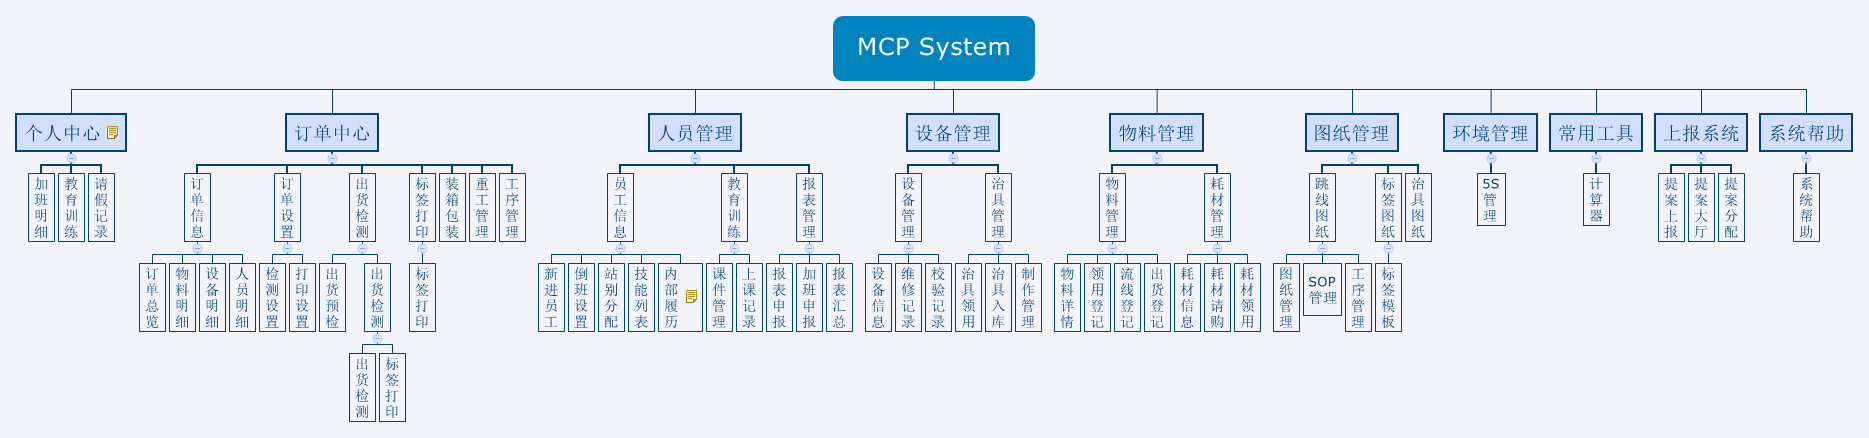 MCP System
个人中心
订单中心
人员管理
设备管理
物料管理
图纸管理
环境管理
常用工具
上报系统
系统帮助
加班明细
教育训练
请假记录
订单信息
订单设置
出货检测
标签打印
装箱包装
重工管理
工序管理
员工信息
教育训练
报表管理
设备管理
治具管理
物料管理
耗材管理
跳线图纸
标签图纸
治具图纸
5S
管理
计算器
提案上报
提案大厅
提案分配
系统帮助
订单总览
物料明细
设备明细
人员明细
检测设置
打印设置
出货预检
出货检测
标签打印
新进员工
倒班设置
站别分配
技能列表
内部履历
课件管理
上课记录
报表申报
加班申报
报表汇总
设备信息
维修记录
校验记录
治具领用
治具入库
制作管理
物料详情
领用登记
流线登记
出货登记
耗材信息
耗材请购
耗材领用
图纸管理
SOP
管理
工序管理
标签模板
出货检测
标签打印